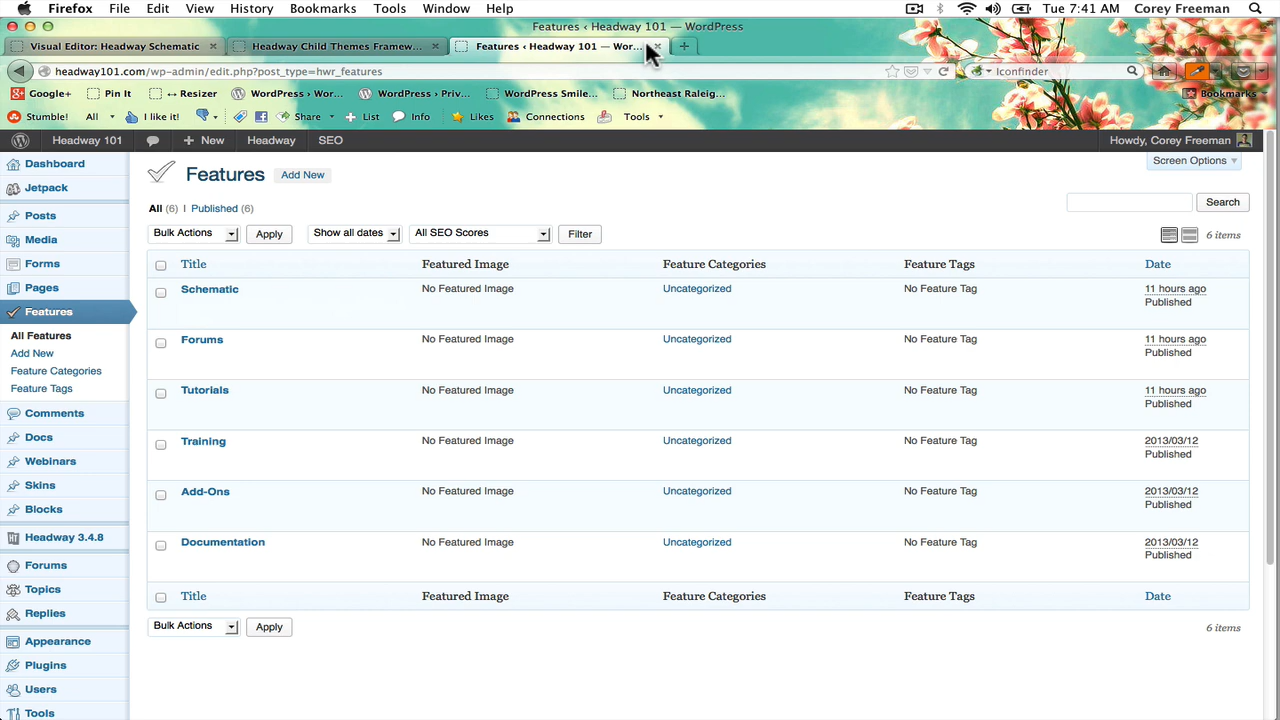 Firefox File Edit View History Bookmarks Tools Window Help Tue 7:41 AM Corey Freeman
Features ‹ Headway 101 — WordPress
Visual Editor: Headway Schematic Headway Child Themes Framew... Features ‹ Headway 101 — Wor...
headway101.com/wp-admin/edit.php?post_type=hwr_features Iconfinder
Google+ Pin It ↔ Resizer WordPress › Wor... WordPress › Priv... WordPress Smile... Northeast Raleig... Bookmarks
Stumble! All I like it! Share List Info Likes Connections Tools
Headway 101 + New Headway SEO Howdy, Corey Freeman
Screen Options
Dashboard
Jetpack
Posts
Media
Forms
Pages
Features
All Features
Add New
Feature Categories
Feature Tags
Comments
Docs
Webinars
Skins
Blocks
Headway 3.4.8
Forums
Topics
Replies
Appearance
Plugins
Users
Tools
Features Add New
All (6) | Published (6)
Search
Bulk Actions Apply Show all dates All SEO Scores Filter 6 items
Title Featured Image Feature Categories Feature Tags Date
Schematic No Featured Image Uncategorized No Feature Tag 11 hours ago
Published
Forums No Featured Image Uncategorized No Feature Tag 11 hours ago
Published
Tutorials No Featured Image Uncategorized No Feature Tag 11 hours ago
Published
Training No Featured Image Uncategorized No Feature Tag 2013/03/12
Published
Add-Ons No Featured Image Uncategorized No Feature Tag 2013/03/12
Published
Documentation No Featured Image Uncategorized No Feature Tag 2013/03/12
Published
Title Featured Image Feature Categories Feature Tags Date
Bulk Actions Apply 6 items